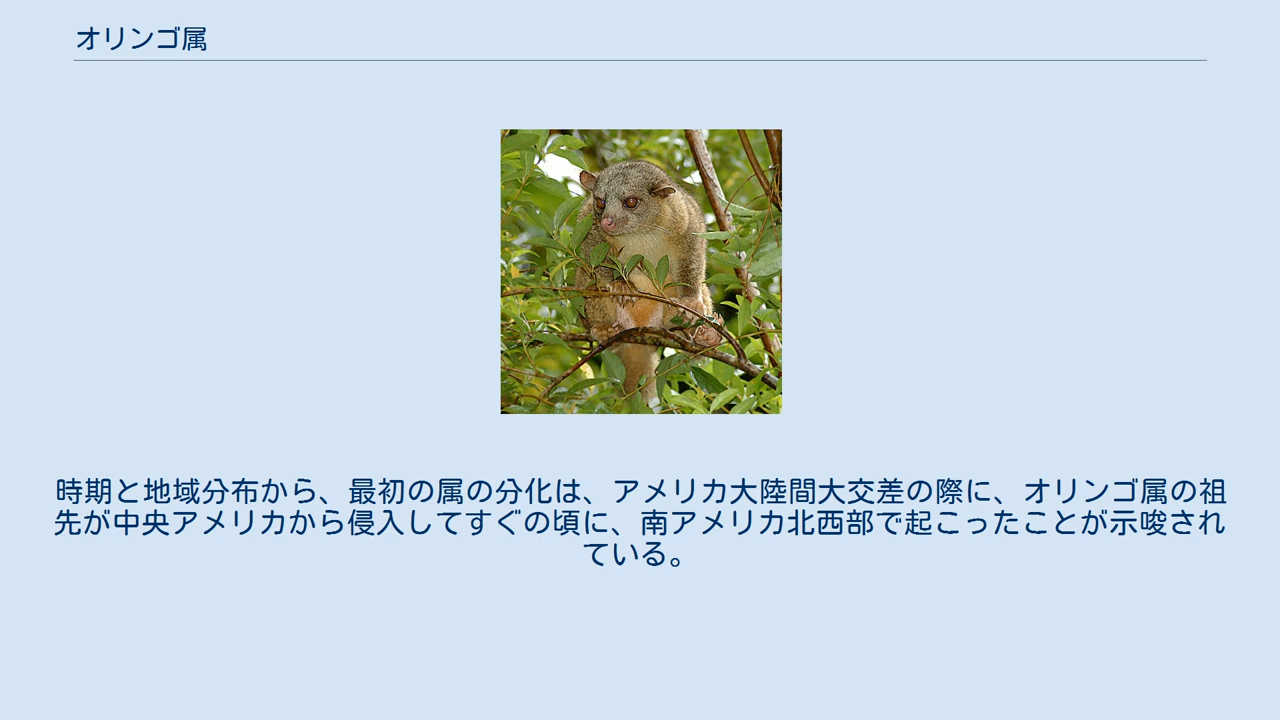 オリンゴ属
時期と地域分布から、最初の属の分化は、アメリカ大陸間大交差の際に、オリンゴ属の祖
先が中央アメリカから侵入してすぐの頃に、南アメリカ北西部で起こったことが示唆され
ている。